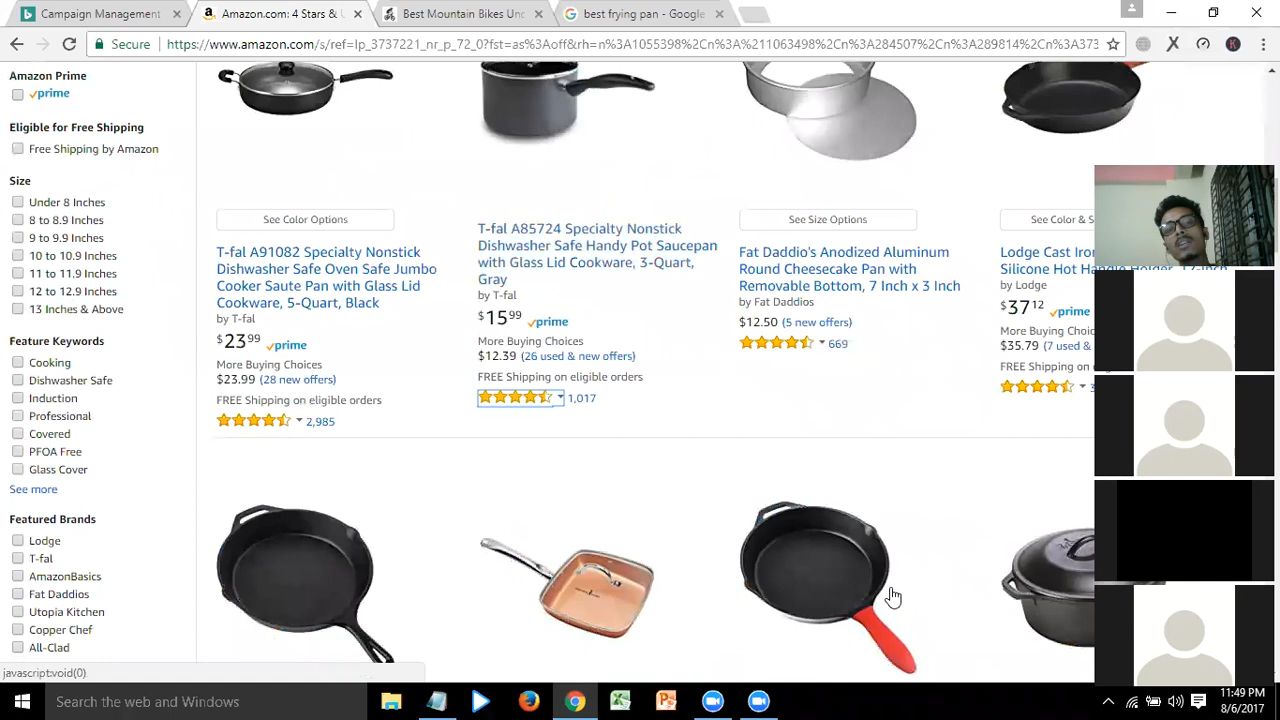 Campaign Management
Amazon.com: 4 Stars & U
Best Mountain Bikes Und
best frying pan - Google
Secure
https://www.amazon.com/s/ref=lp_3737221_nr_p_72_0?fst=as%3Aoff&rh=n%3A1055398%2Cn%3A%211063498%2Cn%3A284507%2Cn%3A289814%2Cn%3A373
Amazon Prime
prime
Eligible for Free Shipping
Free Shipping by Amazon
Size
Under 8 Inches
8 to 8.9 Inches
9 to 9.9 Inches
10 to 10.9 Inches
11 to 11.9 Inches
12 to 12.9 Inches
13 Inches & Above
Feature Keywords
Cooking
Dishwasher Safe
Induction
Professional
Covered
PFOA Free
Glass Cover
See more
Featured Brands
Lodge
T-fal
AmazonBasics
Fat Daddios
Utopia Kitchen
Copper Chef
All-Clad
See Color Options
T-fal A91082 Specialty Nonstick
Dishwasher Safe Oven Safe Jumbo
Cooker Saute Pan with Glass Lid
Cookware, 5-Quart, Black
by T-fal
$23.99 prime
More Buying Choices
$23.99 (28 new offers)
FREE Shipping on eligible orders
2,985
T-fal A85724 Specialty Nonstick
Dishwasher Safe Handy Pot Saucepan
with Glass Lid Cookware, 3-Quart,
Gray
by T-fal
$15.99 prime
More Buying Choices
$12.39 (26 used & new offers)
FREE Shipping on eligible orders
1,017
See Size Options
Fat Daddio's Anodized Aluminum
Round Cheesecake Pan with
Removable Bottom, 7 Inch x 3 Inch
by Fat Daddios
$12.50 (5 new offers)
669
See Color & S
Lodge Cast Iron
Silicone Hot Handle Holder,
by Lodge
$37.12 prime
More Buying Choic
$35.79 (7 used &
FREE Shipping on
javascript:void(0)
Search the web and Windows
11:49 PM
8/6/2017